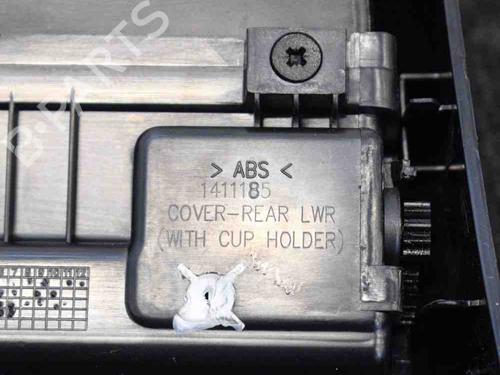 B-PARTS
> ABS <
1411185
COVER-REAR LWR
(WITH CUP HOLDER)